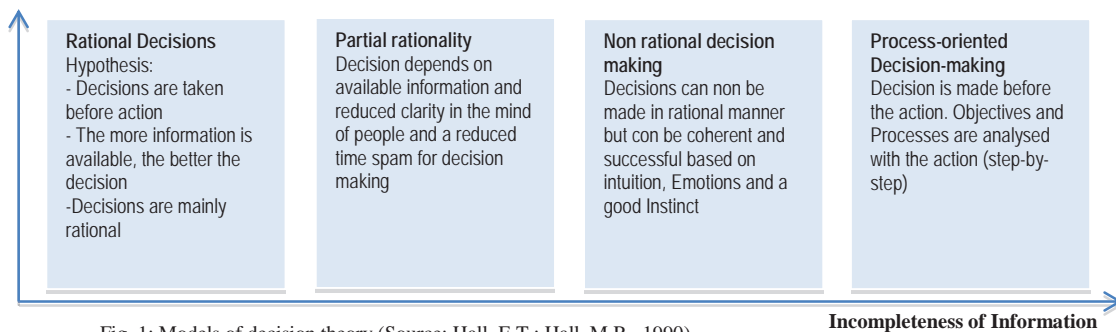 Rational Decisions
Hypothesis:
- Decisions are taken
before action
- The more information is
available, the better the
decision
-Decisions are mainly
rational
Partial rationality
Decision depends on
available information and
reduced clarity in the mind
of people and a reduced
time spam for decision
making
Non rational decision
making
Decisions can non be
made in rational manner
but con be coherent and
successful based on
intuition, Emotions and a
good Instinct
Process-oriented
Decision-making
Decision is made before
the action. Objectives and
Processes are analysed
with the action (step-by-
step)
Incompleteness of Information
Fig. 1: Models of decision theory (Source: Hall, E.T.; Hall, M.R., 1990)